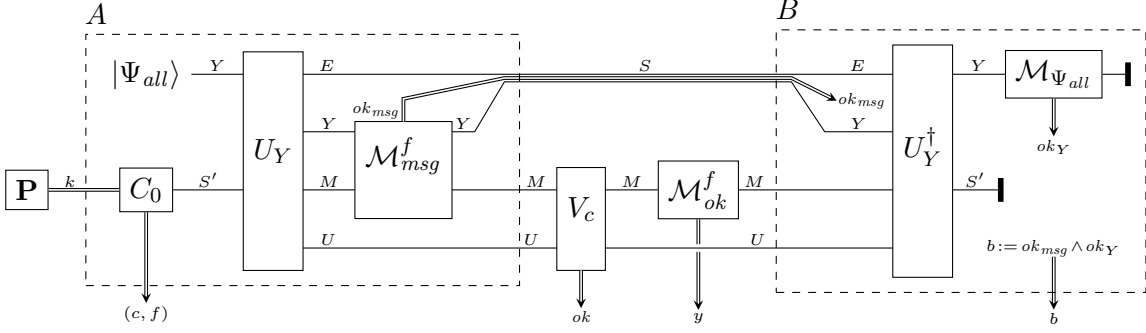 A
B
|Ψ_all⟩ Y E S E Y M_Ψall
ok_msg ok_msg
Y Y Y ok_Y
U_Y M^f_msg U_Y^†
P k C_0 S′ M M V_c M M^f_ok M S′
U U U b := ok_msg ∧ ok_Y
(c, f) ok y b